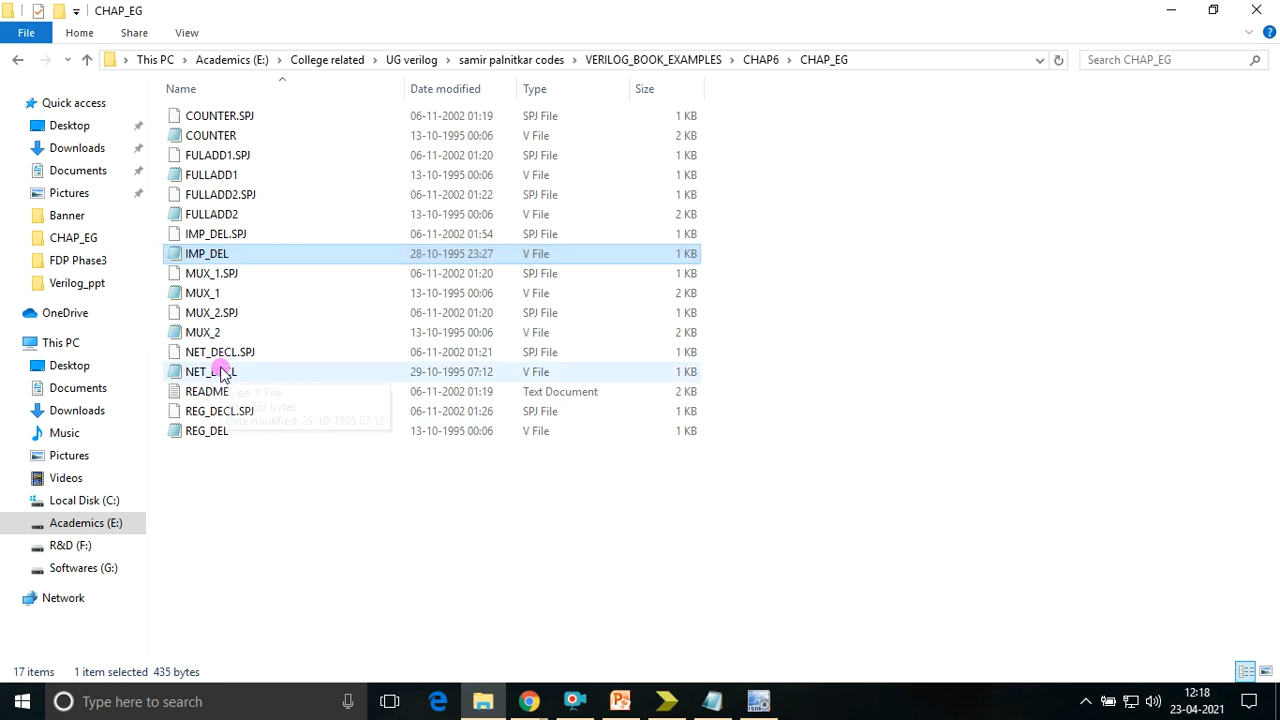 CHAP_EG
File Home Share View
This PC Academics (E:) College related UG verilog samir palnitkar codes VERILOG_BOOK_EXAMPLES CHAP6 CHAP_EG Search CHAP_EG
Name Date modified Type Size
COUNTER.SPJ 06-11-2002 01:19 SPJ File 1 KB
COUNTER 13-10-1995 00:06 V File 2 KB
FULADD1.SPJ 06-11-2002 01:20 SPJ File 1 KB
FULLADD1 13-10-1995 00:06 V File 1 KB
FULLADD2.SPJ 06-11-2002 01:22 SPJ File 1 KB
FULLADD2 13-10-1995 00:06 V File 1 KB
IMP_DEL.SPJ 06-11-2002 01:54 SPJ File 1 KB
IMP_DEL 28-10-1995 23:27 V File 1 KB
MUX_1.SPJ 06-11-2002 01:20 SPJ File 1 KB
MUX_1 13-10-1995 00:06 V File 2 KB
MUX_2.SPJ 06-11-2002 01:20 SPJ File 1 KB
MUX_2 13-10-1995 00:06 V File 2 KB
NET_DECL.SPJ 06-11-2002 01:21 SPJ File 1 KB
NET_DECL 29-10-1995 07:12 V File 1 KB
README 06-11-2002 01:19 Text Document 2 KB
REG_DECL.SPJ 06-11-2002 01:26 SPJ File 1 KB
REG_DEL 13-10-1995 00:06 V File 1 KB
Type: V File
bytes
Date modified: 29-10-1995 07:12
Quick access
Desktop
Downloads
Documents
Pictures
Banner
CHAP_EG
FDP Phase3
Verilog_ppt
OneDrive
This PC
Desktop
Documents
Downloads
Music
Pictures
Videos
Local Disk (C:)
Academics (E:)
R&D (F:)
Softwares (G:)
Network
17 items 1 item selected 435 bytes
Type here to search
12:18
23-04-2021